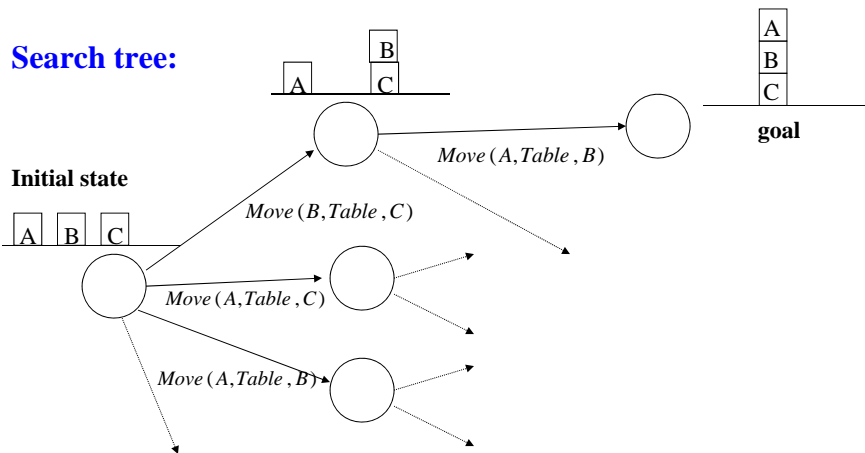 Search tree:
A
B
C
A
B
C
goal
Move(A,Table,B)
Initial state
Move(B,Table,C)
A B C
Move(A,Table,C)
Move(A,Table,B)